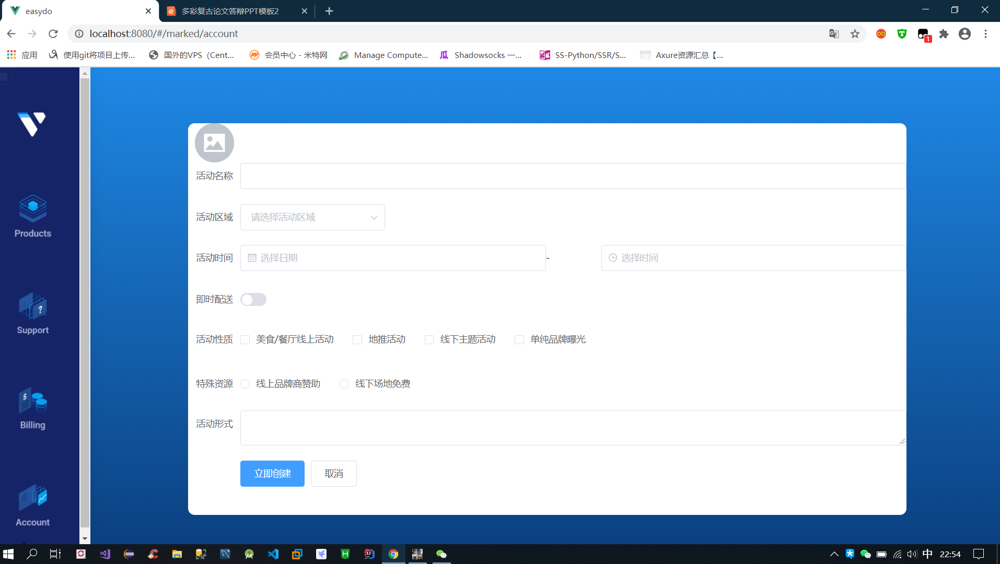 easydo
多彩复古论文答辩PPT模板2
localhost:8080/#/marked/account
应用
使用git将项目上传...
国外的VPS（Cent...
会员中心 - 米特网
Manage Compute...
Shadowsocks 一...
SS-Python/SSR/S...
Axure资源汇总【...
1
Products
Support
Billing
Account
活动名称
活动区域
请选择活动区域
活动时间
选择日期
-
选择时间
即时配送
活动性质
美食/餐厅线上活动
地推活动
线下主题活动
单纯品牌曝光
特殊资源
线上品牌商赞助
线下场地免费
活动形式
立即创建
取消
中
22:54